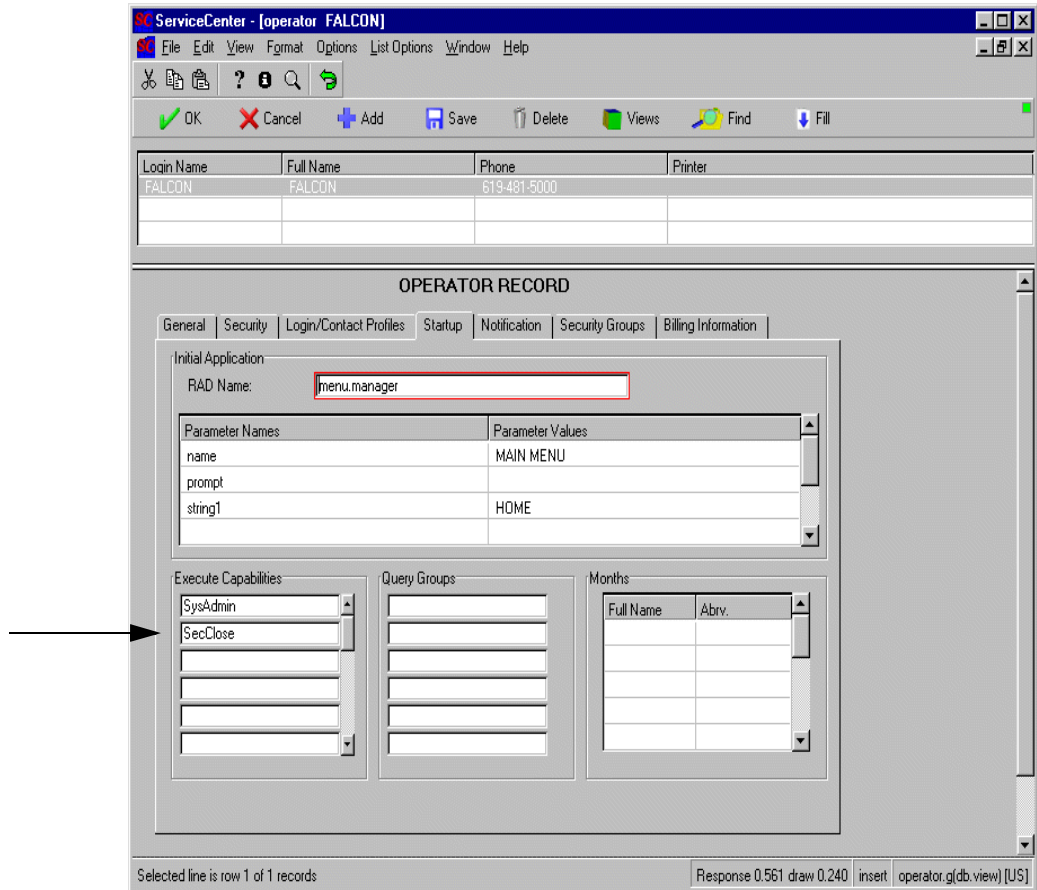 SC ServiceCenter - [operator FALCON]
SC File Edit View Format Options List Options Window Help
?
OK Cancel Add Save Delete Views Find Fill
Login Name Full Name Phone Printer
FALCON FALCON 619-481-5000
OPERATOR RECORD
General Security Login/Contact Profiles Startup Notification Security Groups Billing Information
Initial Application
RAD Name: menu.manager
Parameter Names Parameter Values
name MAIN MENU
prompt
string1 HOME
Execute Capabilities Query Groups Months
SysAdmin Full Name Abrv.
SecClose
Selected line is row 1 of 1 records Response 0.561 draw 0.240 insert operator.g(db.view) [US]